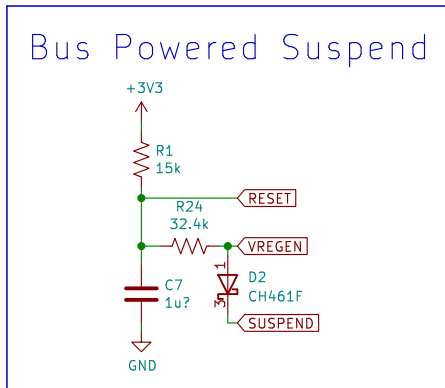 Bus Powered Suspend
+3V3
R1
15k
RESET
R24
32.4k
VREGEN
1
D2
C7
CH461F
1u?
3
SUSPEND
GND